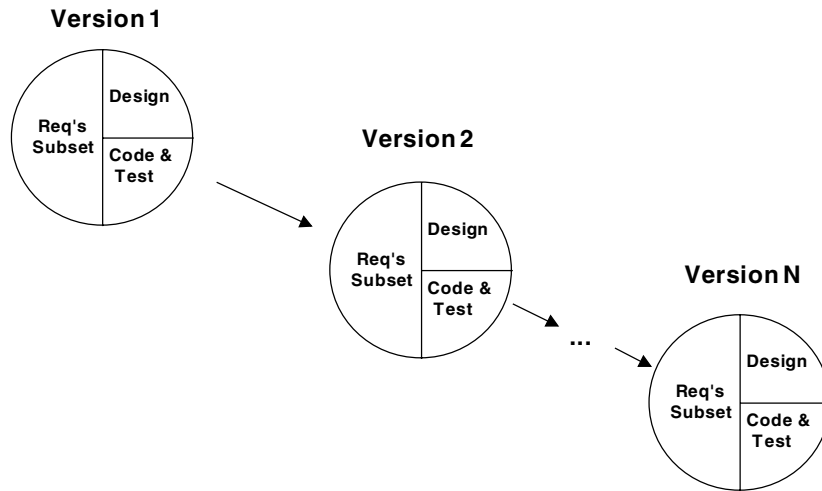 Version 1
Req's
Subset
Design
Code &
Test
Version 2
Req's
Subset
Design
Code &
Test
...
Version N
Req's
Subset
Design
Code &
Test